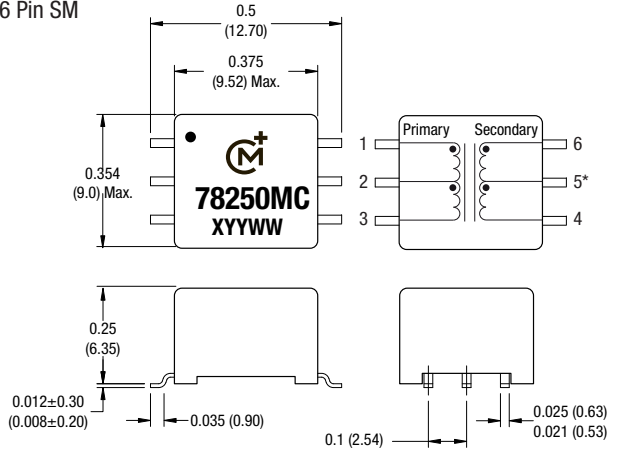 6 Pin SM
0.5
(12.70)
0.375
(9.52) Max.
0.354
(9.0) Max.
CM+
78250MC
XYYWW
Primary Secondary
1
2
3
6
5*
4
0.25
(6.35)
0.012±0.30
(0.008±0.20)
0.035 (0.90)
0.1 (2.54)
0.025 (0.63)
0.021 (0.53)